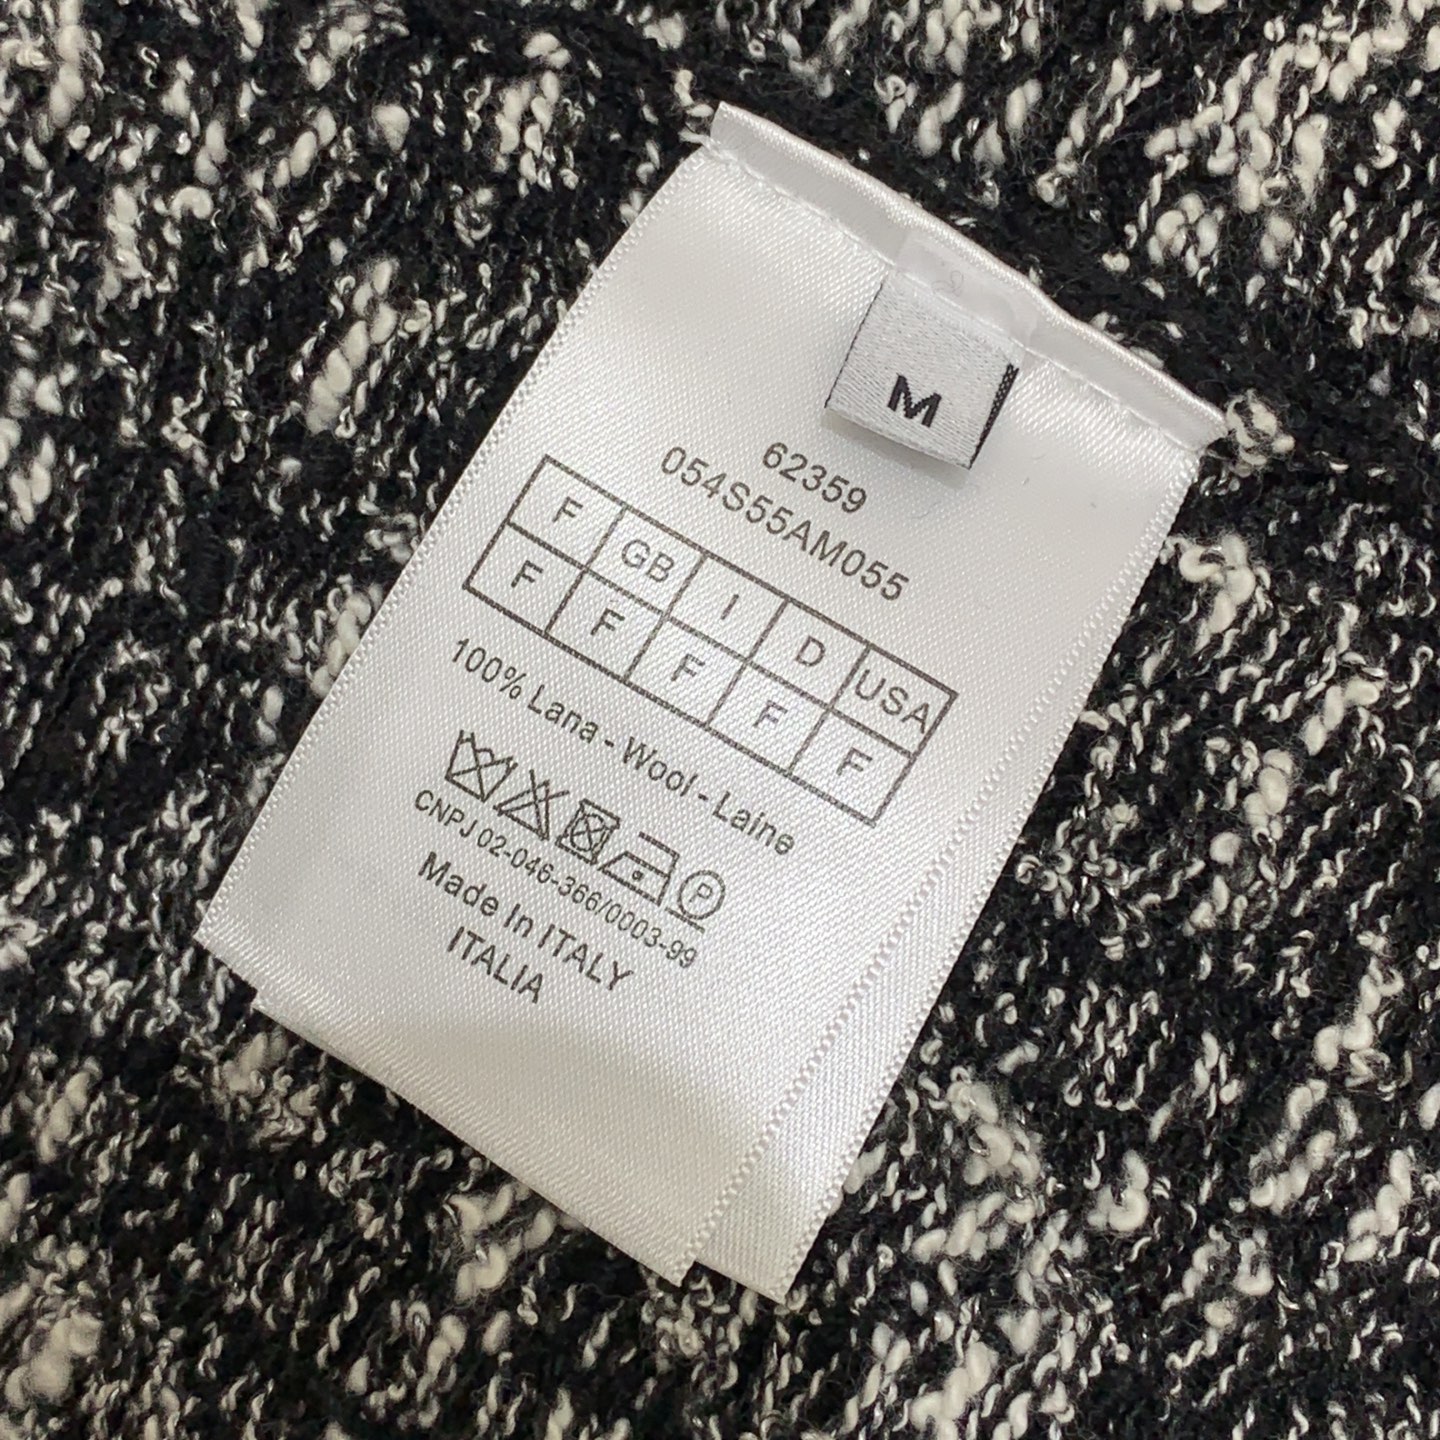 M
62359
054S55AM055
F GB I D USA
F F F F F
100% Lana - Wool - Laine
P
CNPJ 02-046-366/0003-99
Made In ITALY
ITALIA